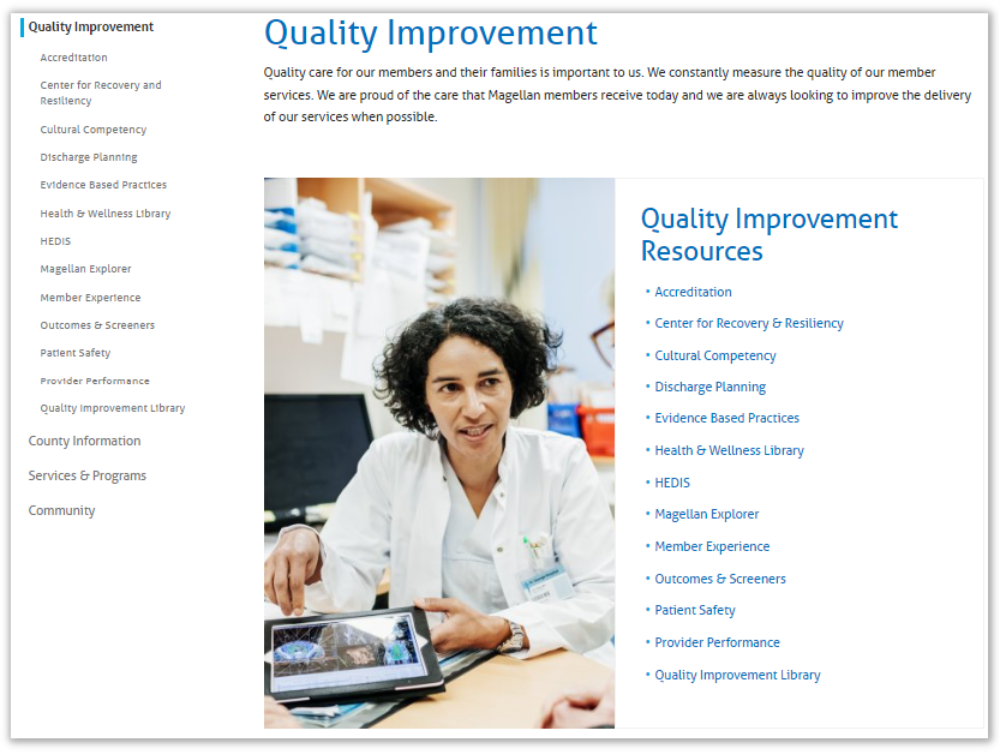 Quality Improvement
Accreditation
Center for Recovery and
Resiliency
Cultural Competency
Discharge Planning
Evidence Based Practices
Health & Wellness Library
HEDIS
Magellan Explorer
Member Experience
Outcomes & Screeners
Patient Safety
Provider Performance
Quality Improvement Library
County Information
Services & Programs
Community
Quality Improvement
Quality care for our members and their families is important to us. We constantly measure the quality of our member
services. We are proud of the care that Magellan members receive today and we are always looking to improve the delivery
of our services when possible.
Quality Improvement
Resources
• Accreditation
• Center for Recovery & Resiliency
• Cultural Competency
• Discharge Planning
• Evidence Based Practices
• Health & Wellness Library
• HEDIS
• Magellan Explorer
• Member Experience
• Outcomes & Screeners
• Patient Safety
• Provider Performance
• Quality Improvement Library